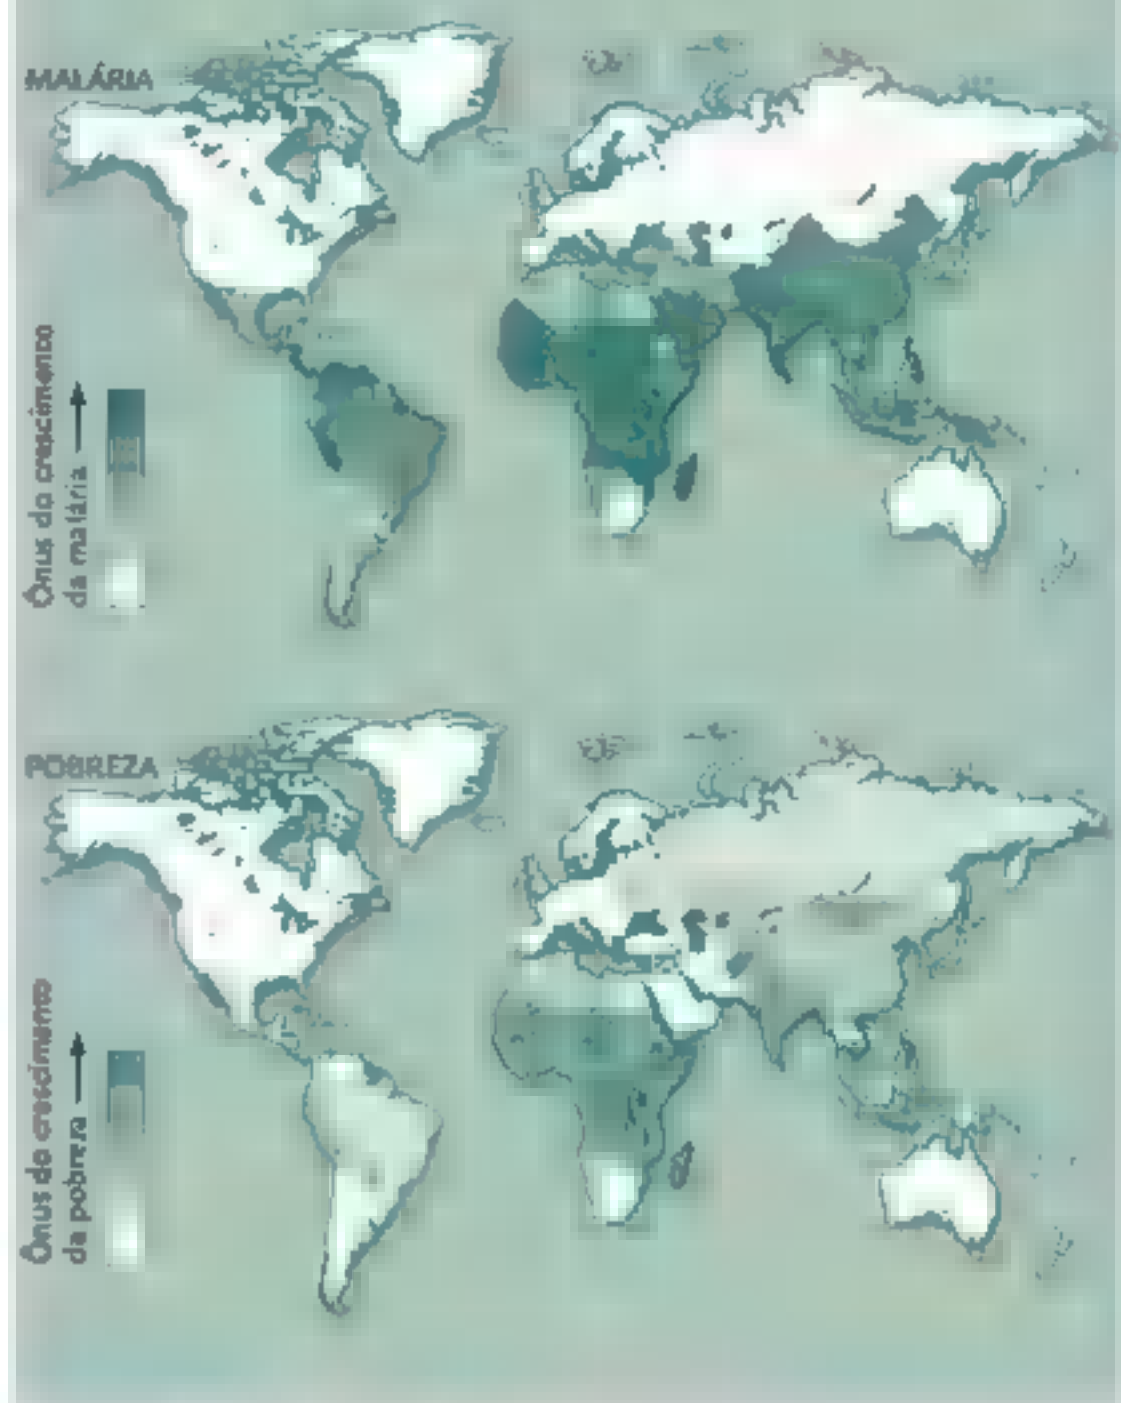 MALÁRIA
Ônus do crescimento
da malária
POBREZA
Ônus do crescimento
da pobreza